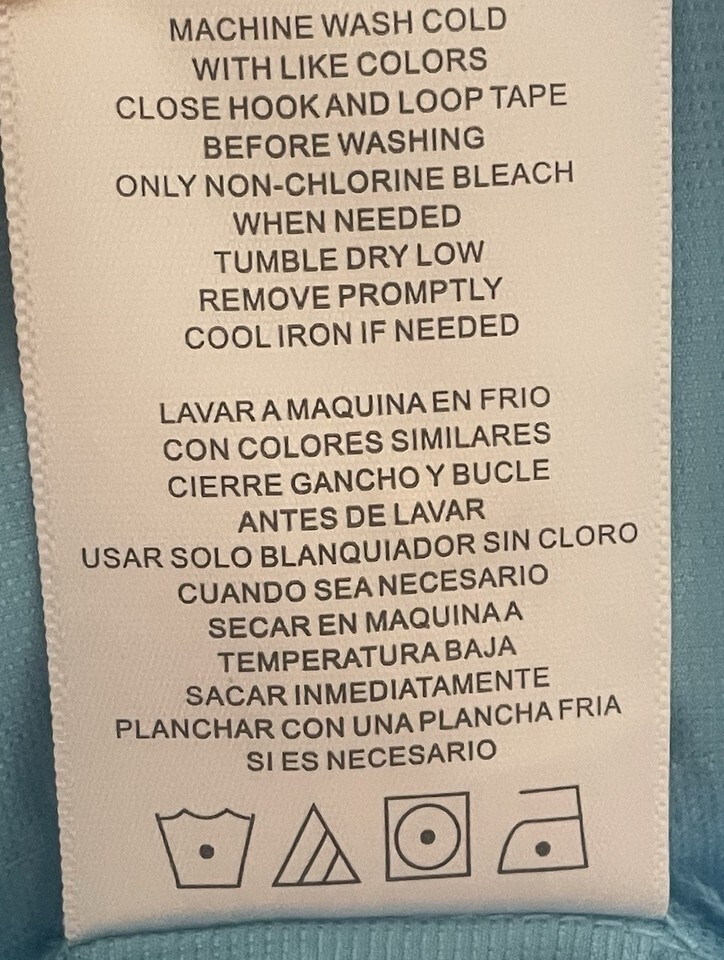 MACHINE WASH COLD
WITH LIKE COLORS
CLOSE HOOK AND LOOP TAPE
BEFORE WASHING
ONLY NON-CHLORINE BLEACH
WHEN NEEDED
TUMBLE DRY LOW
REMOVE PROMPTLY
COOL IRON IF NEEDED
LAVAR A MAQUINA EN FRIO
CON COLORES SIMILARES
CIERRE GANCHO Y BUCLE
ANTES DE LAVAR
USAR SOLO BLANQUIADOR SIN CLORO
CUANDO SEA NECESARIO
SECAR EN MAQUINA A
TEMPERATURA BAJA
SACAR INMEDIATAMENTE
PLANCHAR CON UNA PLANCHA FRIA
SI ES NECESARIO